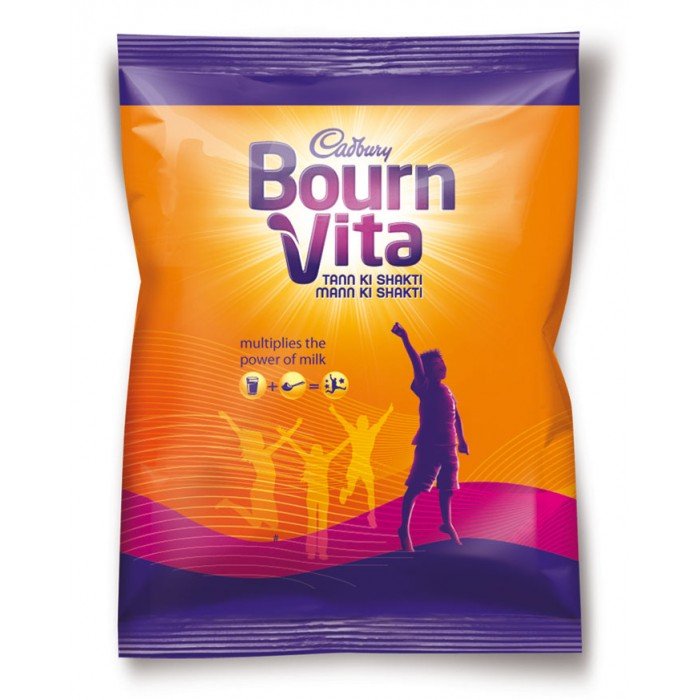 Cadbury
Bourn
Vita
TANN KI SHAKTI
MANN KI SHAKTI
multiplies the
power of milk
+ =